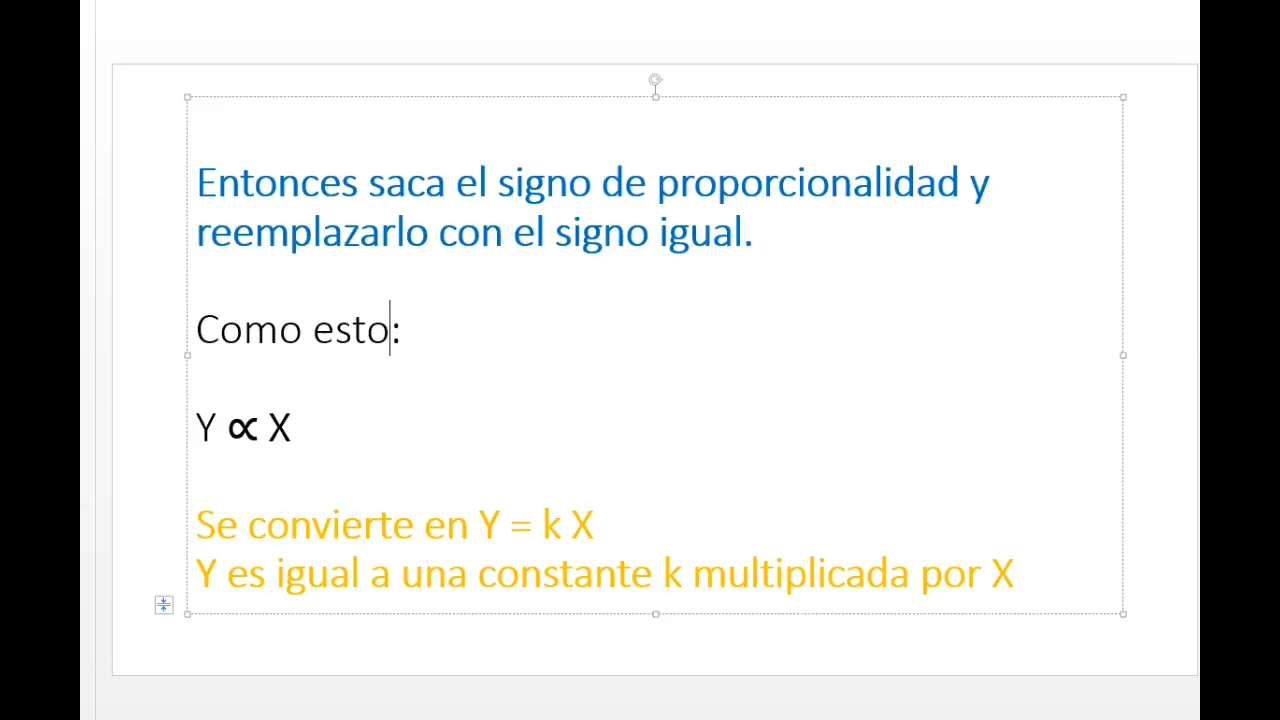 Entonces saca el signo de proporcionalidad y
reemplazarlo con el signo igual.
Como esto:
Y ∝ X
Se convierte en Y = k X
Y es igual a una constante k multiplicada por X